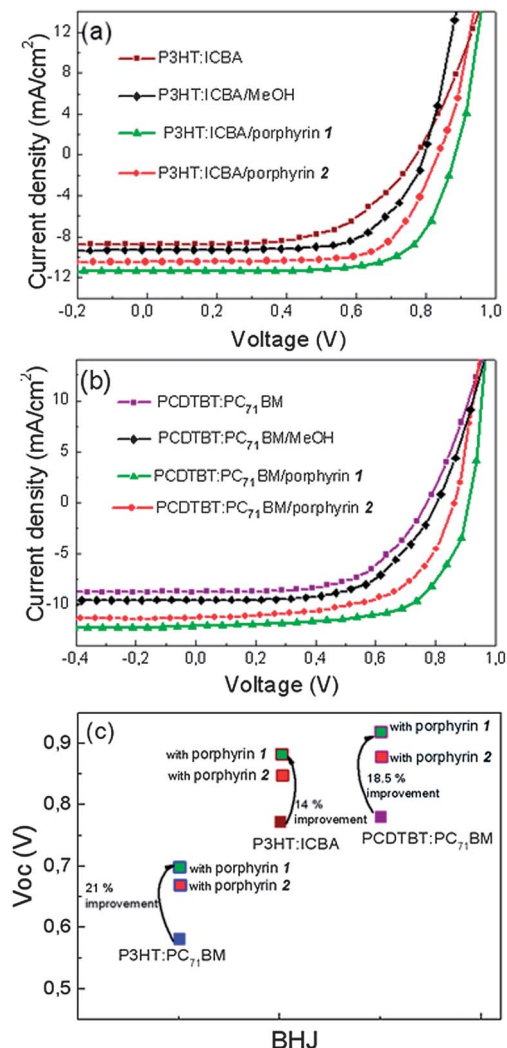 (a)
Current density (mA/cm²)
12
8
4
0
-4
-8
-12
P3HT:ICBA
P3HT:ICBA/MeOH
P3HT:ICBA/porphyrin 1
P3HT:ICBA/porphyrin 2
-0,2 0,0 0,2 0,4 0,6 0,8 1,0
Voltage (V)
(b)
Current density (mA/cm²)
10
5
0
-5
-10
PCDTBT:PC₇₁BM
PCDTBT:PC₇₁BM/MeOH
PCDTBT:PC₇₁BM/porphyrin 1
PCDTBT:PC₇₁BM/porphyrin 2
-0,4 -0,2 0,0 0,2 0,4 0,6 0,8 1,0
Voltage (V)
(c)
Voc (V)
0,9
0,8
0,7
0,6
0,5
with porphyrin 1
with porphyrin 2
21 %
improvement
P3HT:PC₇₁BM
with porphyrin 1
with porphyrin 2
14 %
improvement
P3HT:ICBA
with porphyrin 1
with porphyrin 2
18.5 %
improvement
PCDTBT:PC₇₁BM
BHJ